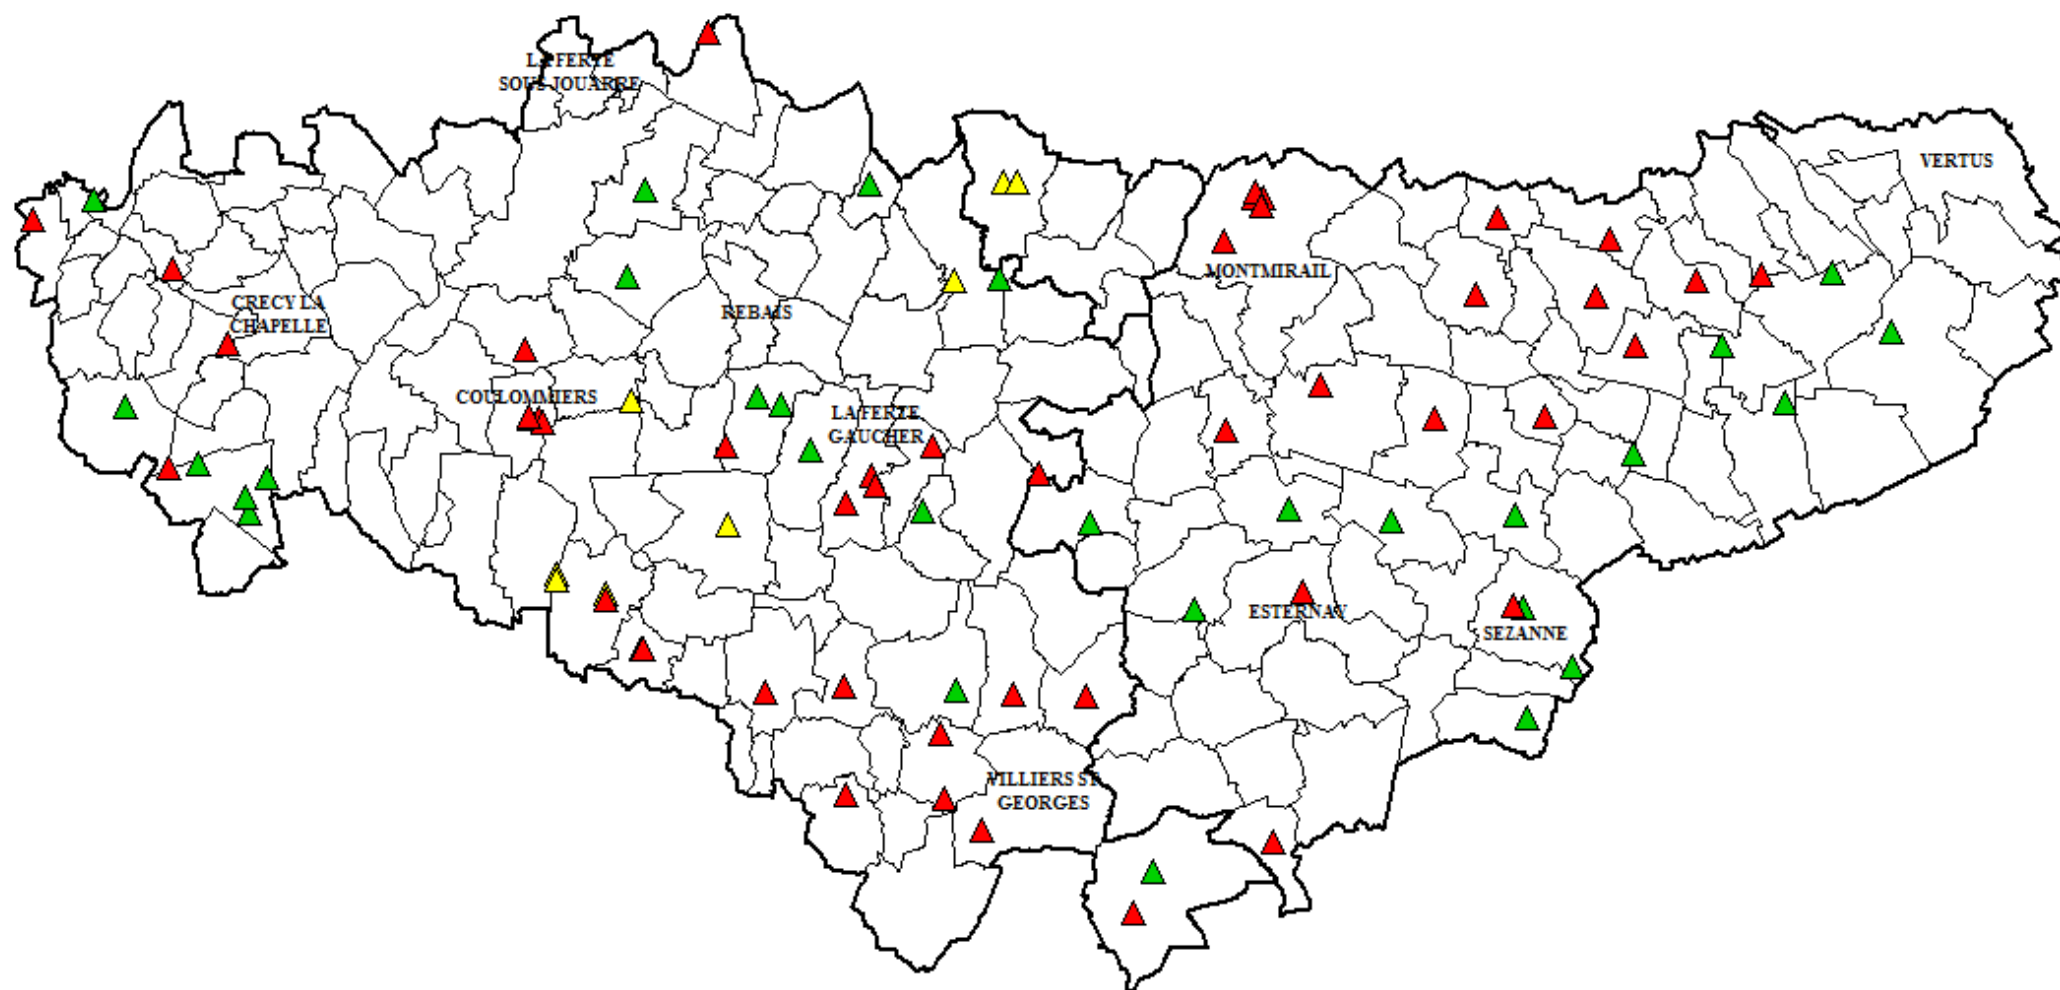 LA FERTE
SOUS JOUARRE
VERTUS
MONTMIRAIL
CRECY LA
CHAPELLE
REBAIS
COULOMMIERS
LA FERTE
GAUCHER
ESTERNAY
SEZANNE
VILLIERS ST
GEORGES